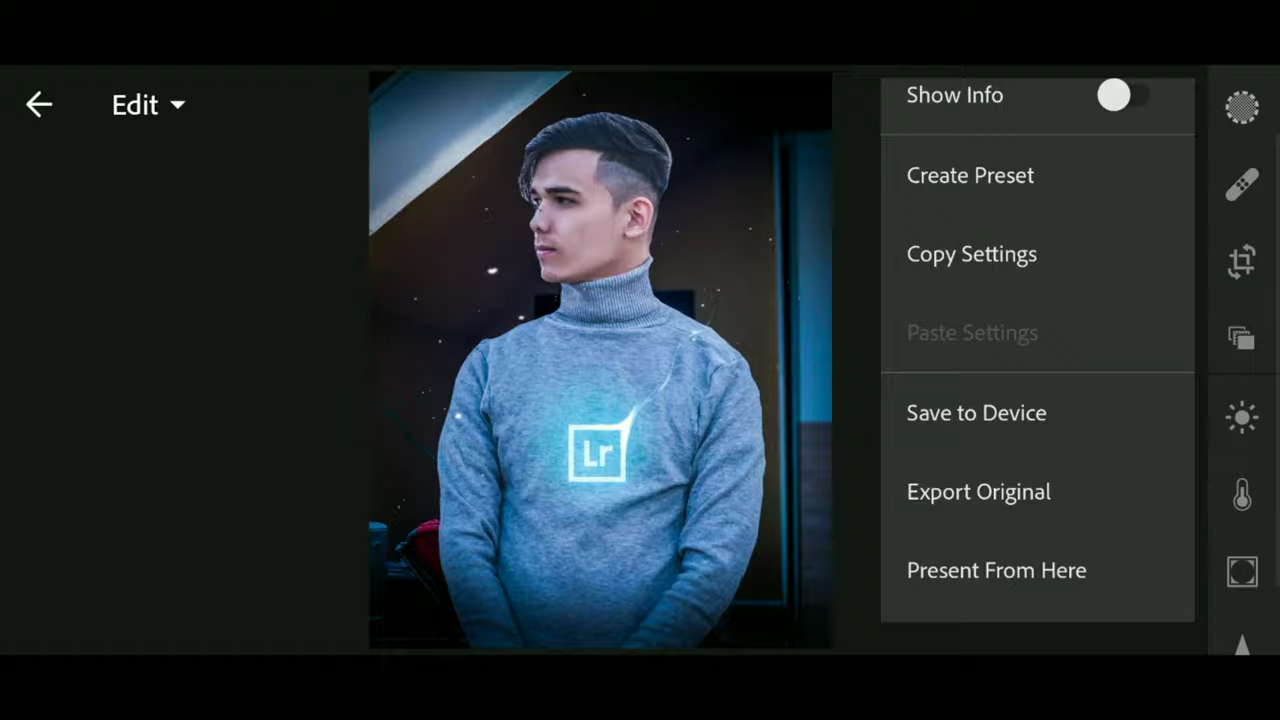 Edit
Show Info
Create Preset
Copy Settings
Paste Settings
Save to Device
Export Original
Present From Here
Lr